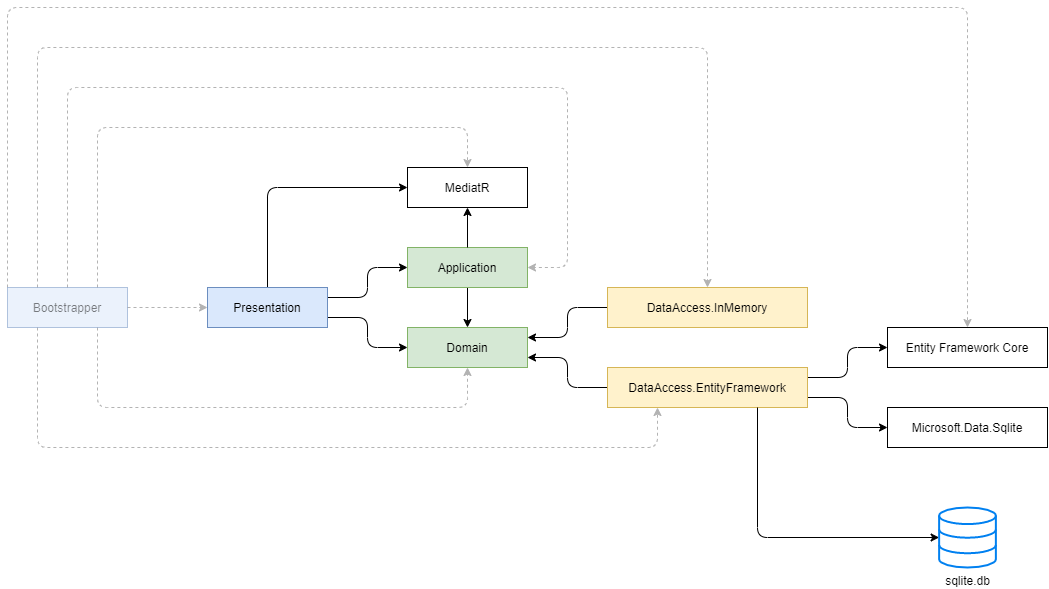 MediatR
Application
Bootstrapper
Presentation
DataAccess.InMemory
Domain
Entity Framework Core
DataAccess.EntityFramework
Microsoft.Data.Sqlite
sqlite.db